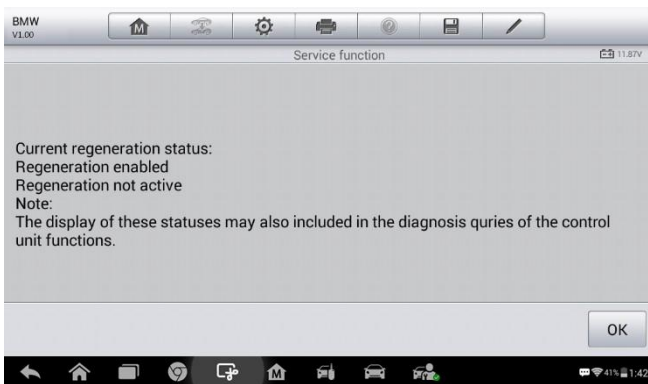 BMW
V1.00
M
Service function
11.87V
Current regeneration status:
Regeneration enabled
Regeneration not active
Note:
The display of these statuses may also included in the diagnosis quries of the control
unit functions.
OK
M
41% 1:42